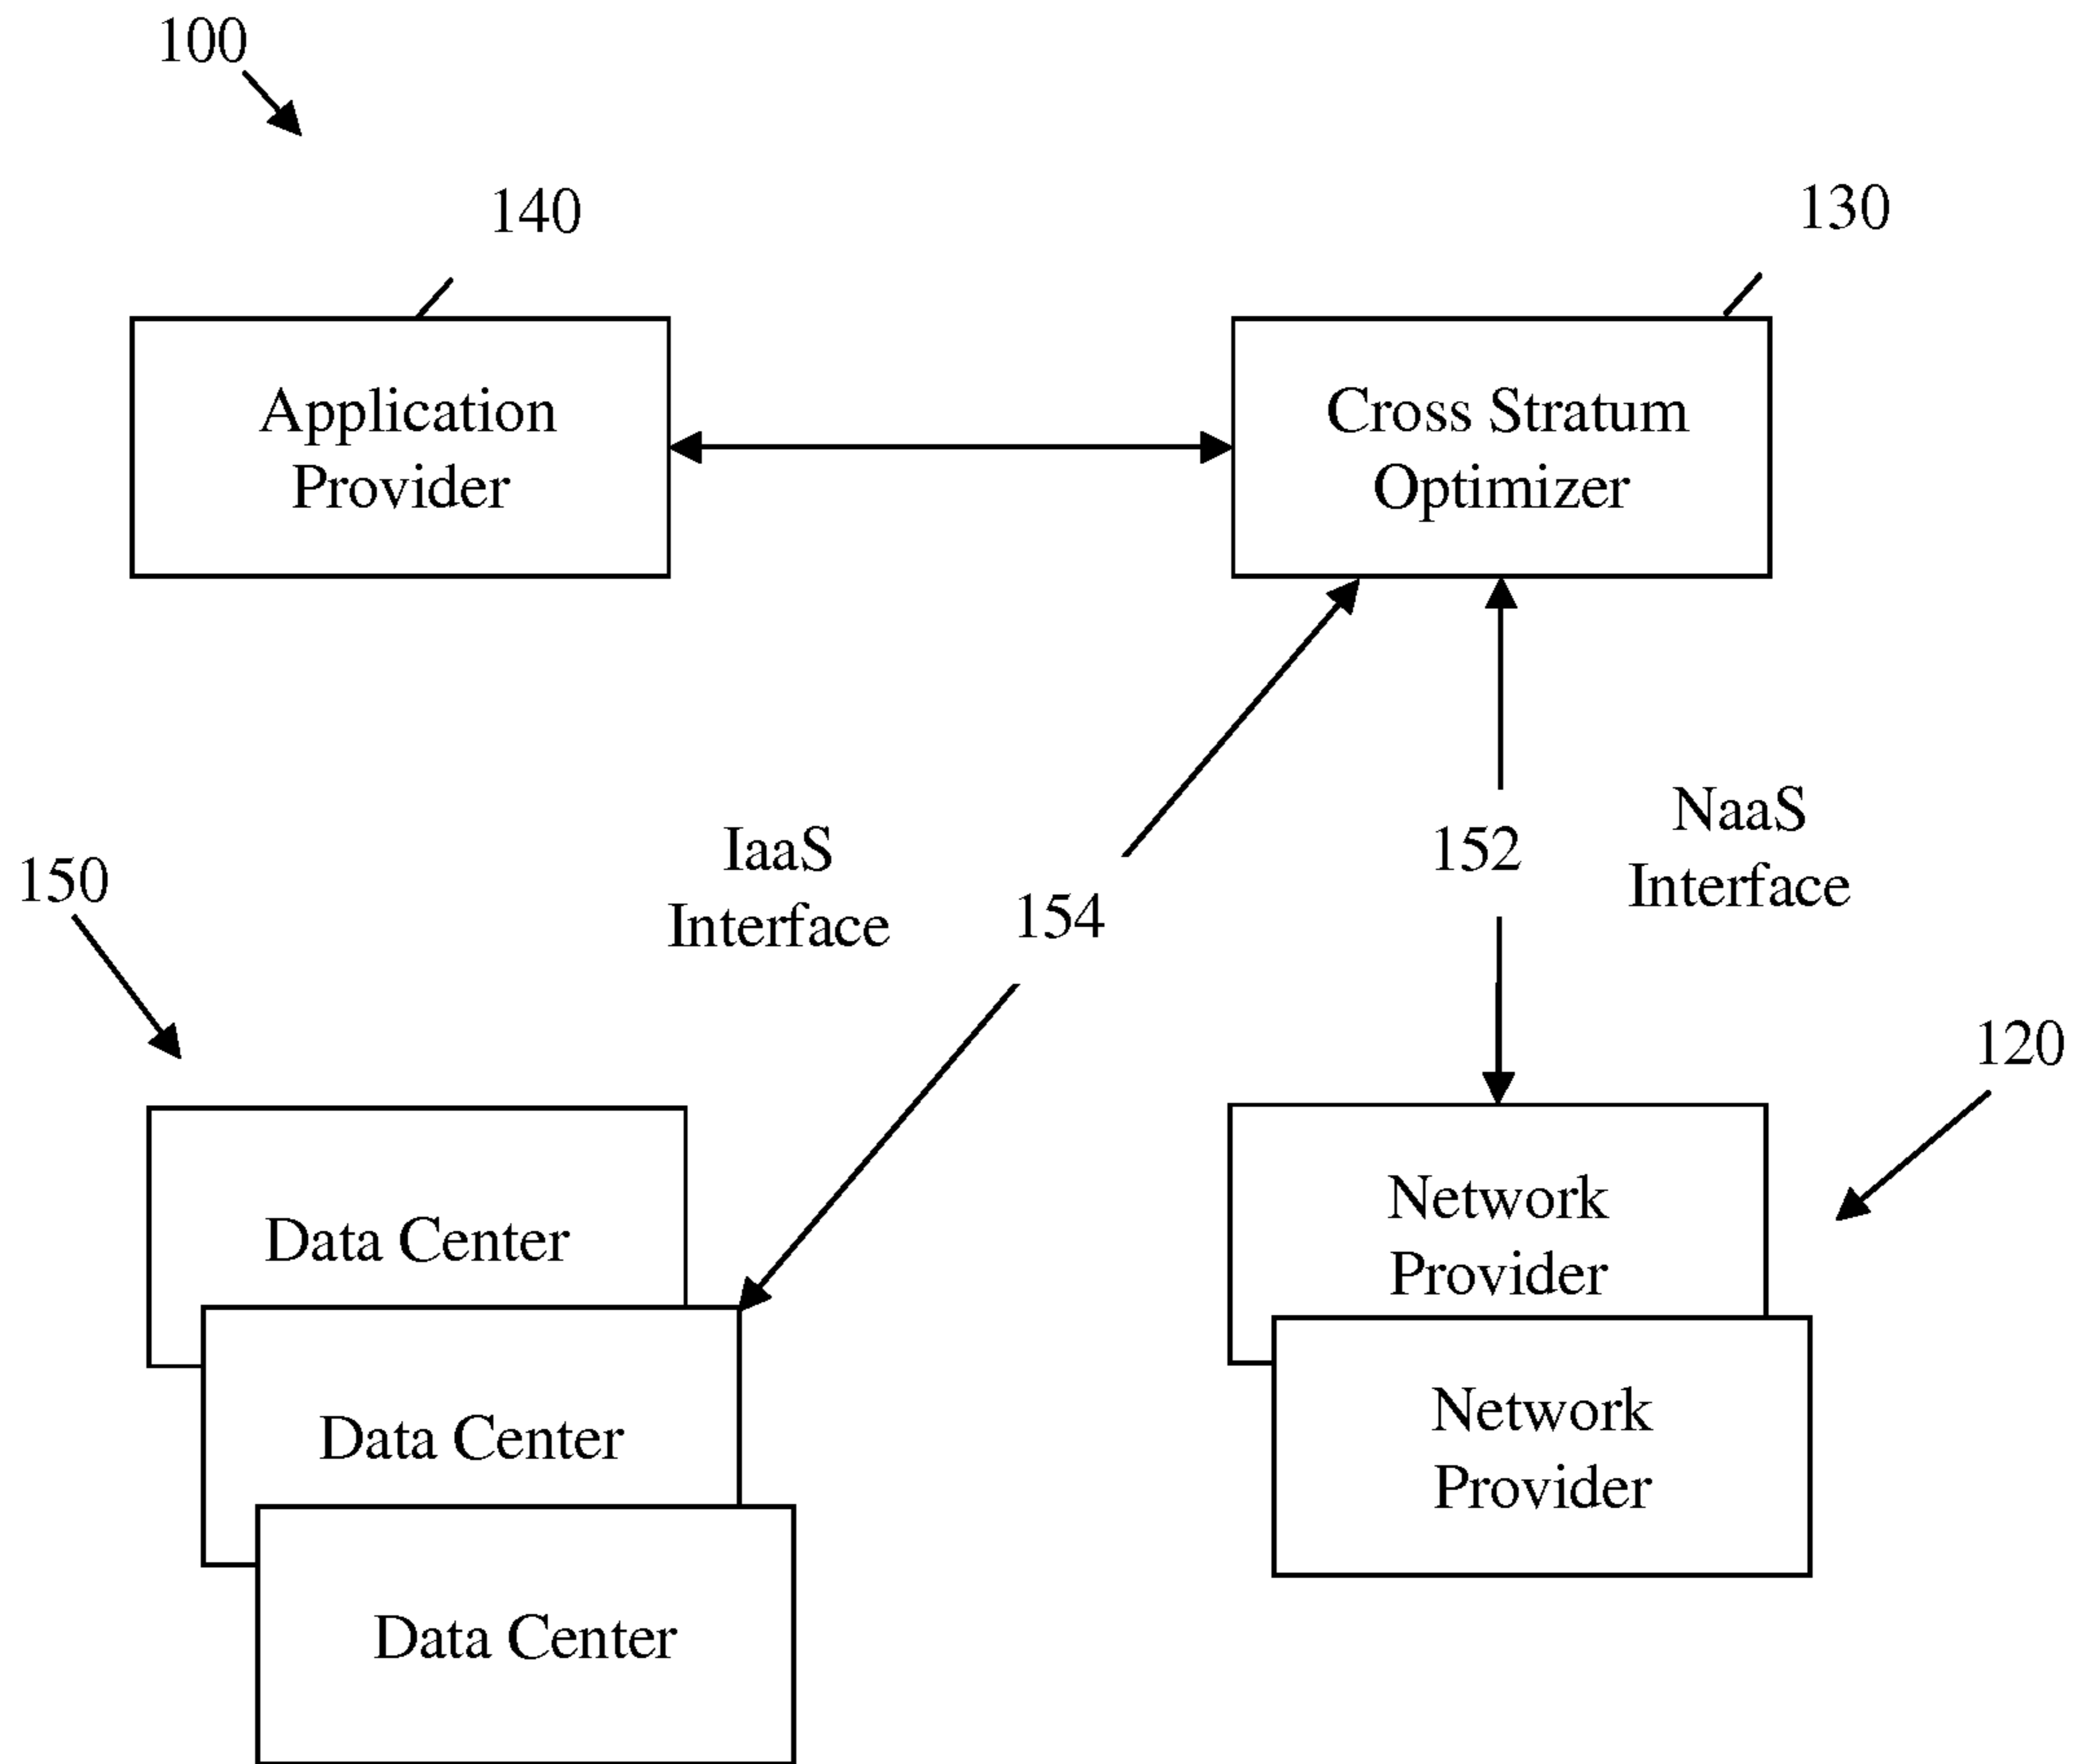 100
140
130
Application
Provider
Cross Stratum
Optimizer
IaaS
Interface
154
152
NaaS
Interface
150
120
Data Center
Data Center
Data Center
Network
Provider
Network
Provider